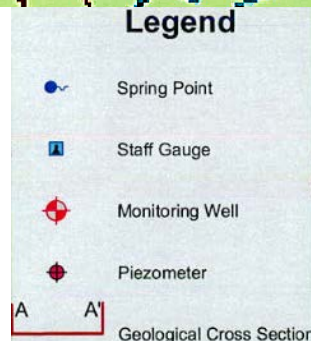 Legend
Spring Point
Staff Gauge
Monitoring Well
Piezometer
A A'
Geological Cross Section